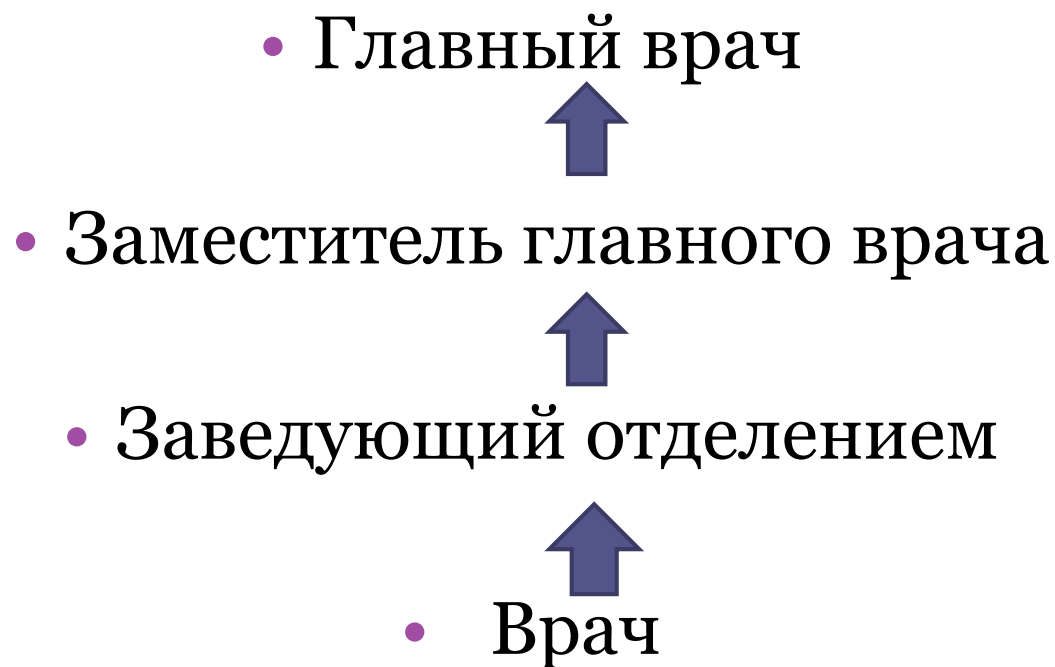 • Главный врач
• Заместитель главного врача
• Заведующий отделением
• Врач